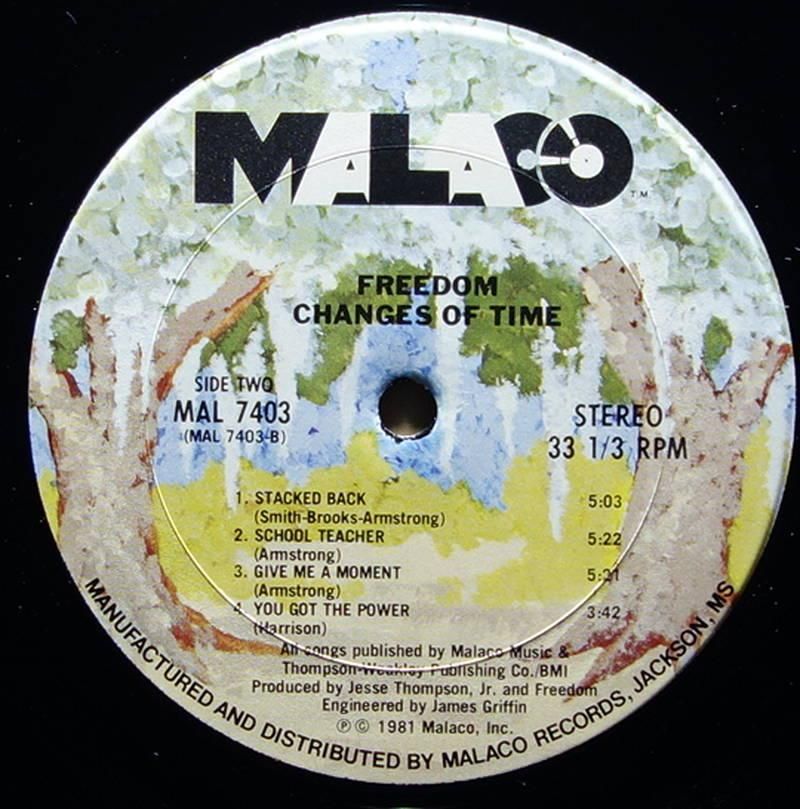 MALACO
T.M.
FREEDOM
CHANGES OF TIME
SIDE TWO
MAL 7403
(MAL 7403-B)
STEREO
33 1/3 RPM
1. STACKED BACK 5:03
(Smith-Brooks-Armstrong)
2. SCHOOL TEACHER 5:22
(Armstrong)
3. GIVE ME A MOMENT 5:21
(Armstrong)
4. YOU GOT THE POWER 3:42
(Harrison)
All songs published by Malaco Music &
Thompson-Weakley Publishing Co./BMI
Produced by Jesse Thompson, Jr. and Freedom
Engineered by James Griffin
℗ © 1981 Malaco, Inc.
MANUFACTURED AND DISTRIBUTED BY MALACO RECORDS, JACKSON, MS